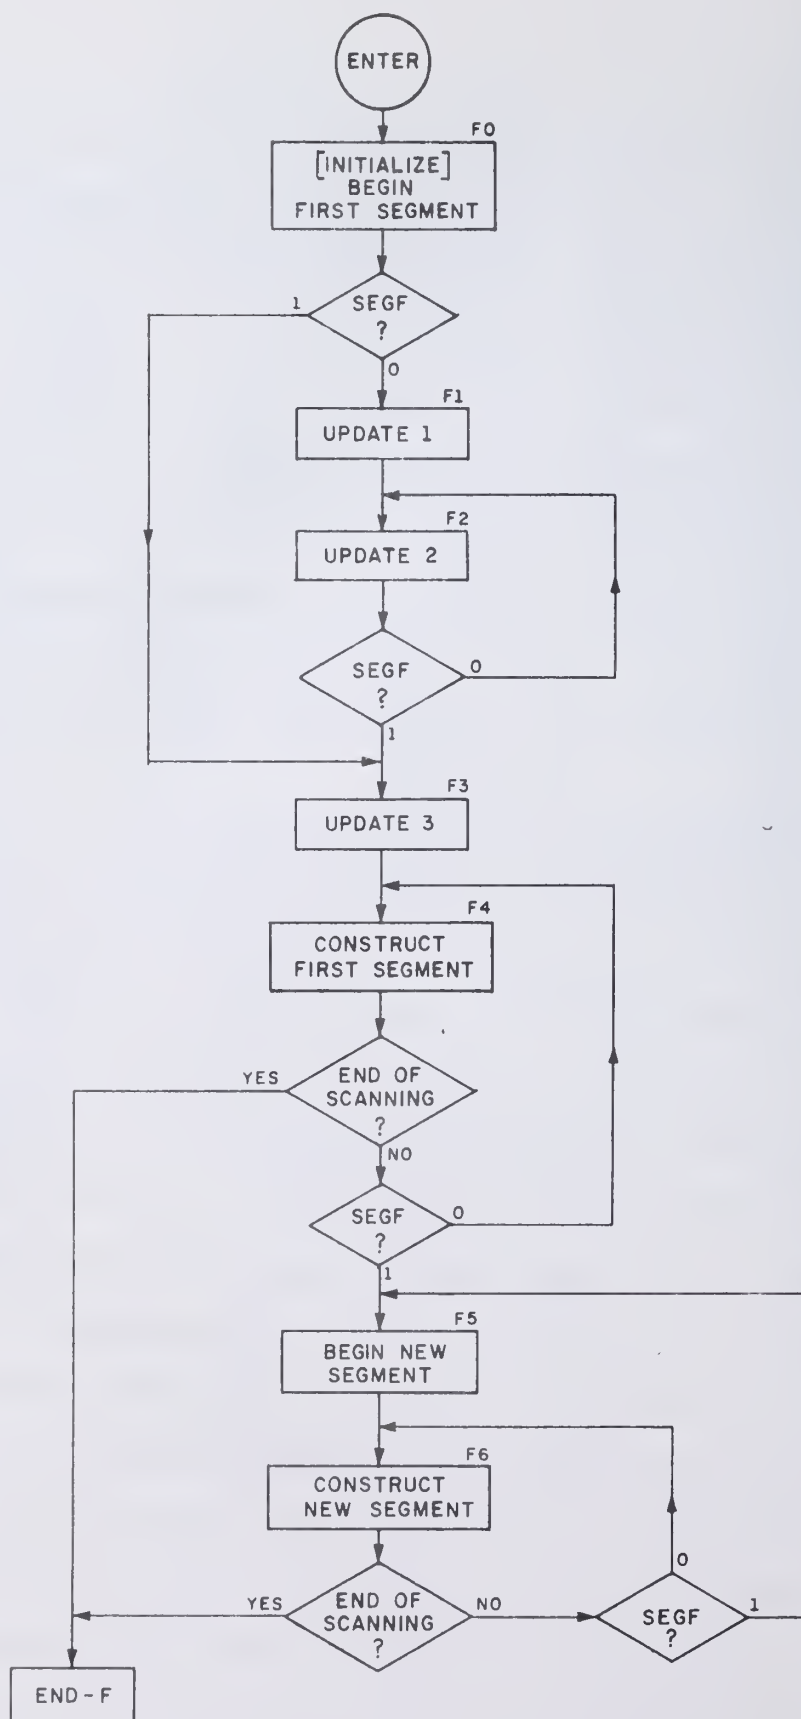 ENTER
F0
[INITIALIZE]
BEGIN
FIRST SEGMENT
1
SEGF
?
0
F1
UPDATE 1
F2
UPDATE 2
SEGF
?
0
1
F3
UPDATE 3
F4
CONSTRUCT
FIRST SEGMENT
YES
END OF
SCANNING
?
NO
SEGF
?
0
1
F5
BEGIN NEW
SEGMENT
F6
CONSTRUCT
NEW SEGMENT
YES
END OF
SCANNING
?
NO
0
SEGF
?
1
END-F